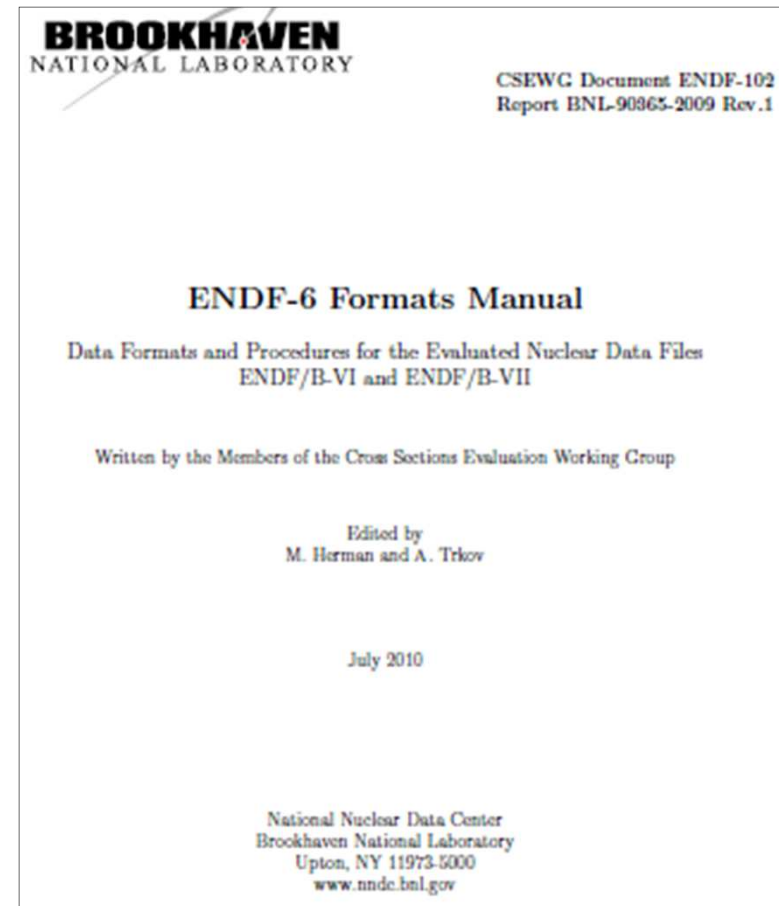 BROOKHAVEN
NATIONAL LABORATORY
CSEWG Document ENDF-102
Report BNL-90365-2009 Rev.1
ENDF-6 Formats Manual
Data Formats and Procedures for the Evaluated Nuclear Data Files
ENDF/B-VI and ENDF/B-VII
Written by the Members of the Cross Sections Evaluation Working Group
Edited by
M. Herman and A. Trkov
July 2010
National Nuclear Data Center
Brookhaven National Laboratory
Upton, NY 11973-5000
www.nndc.bnl.gov